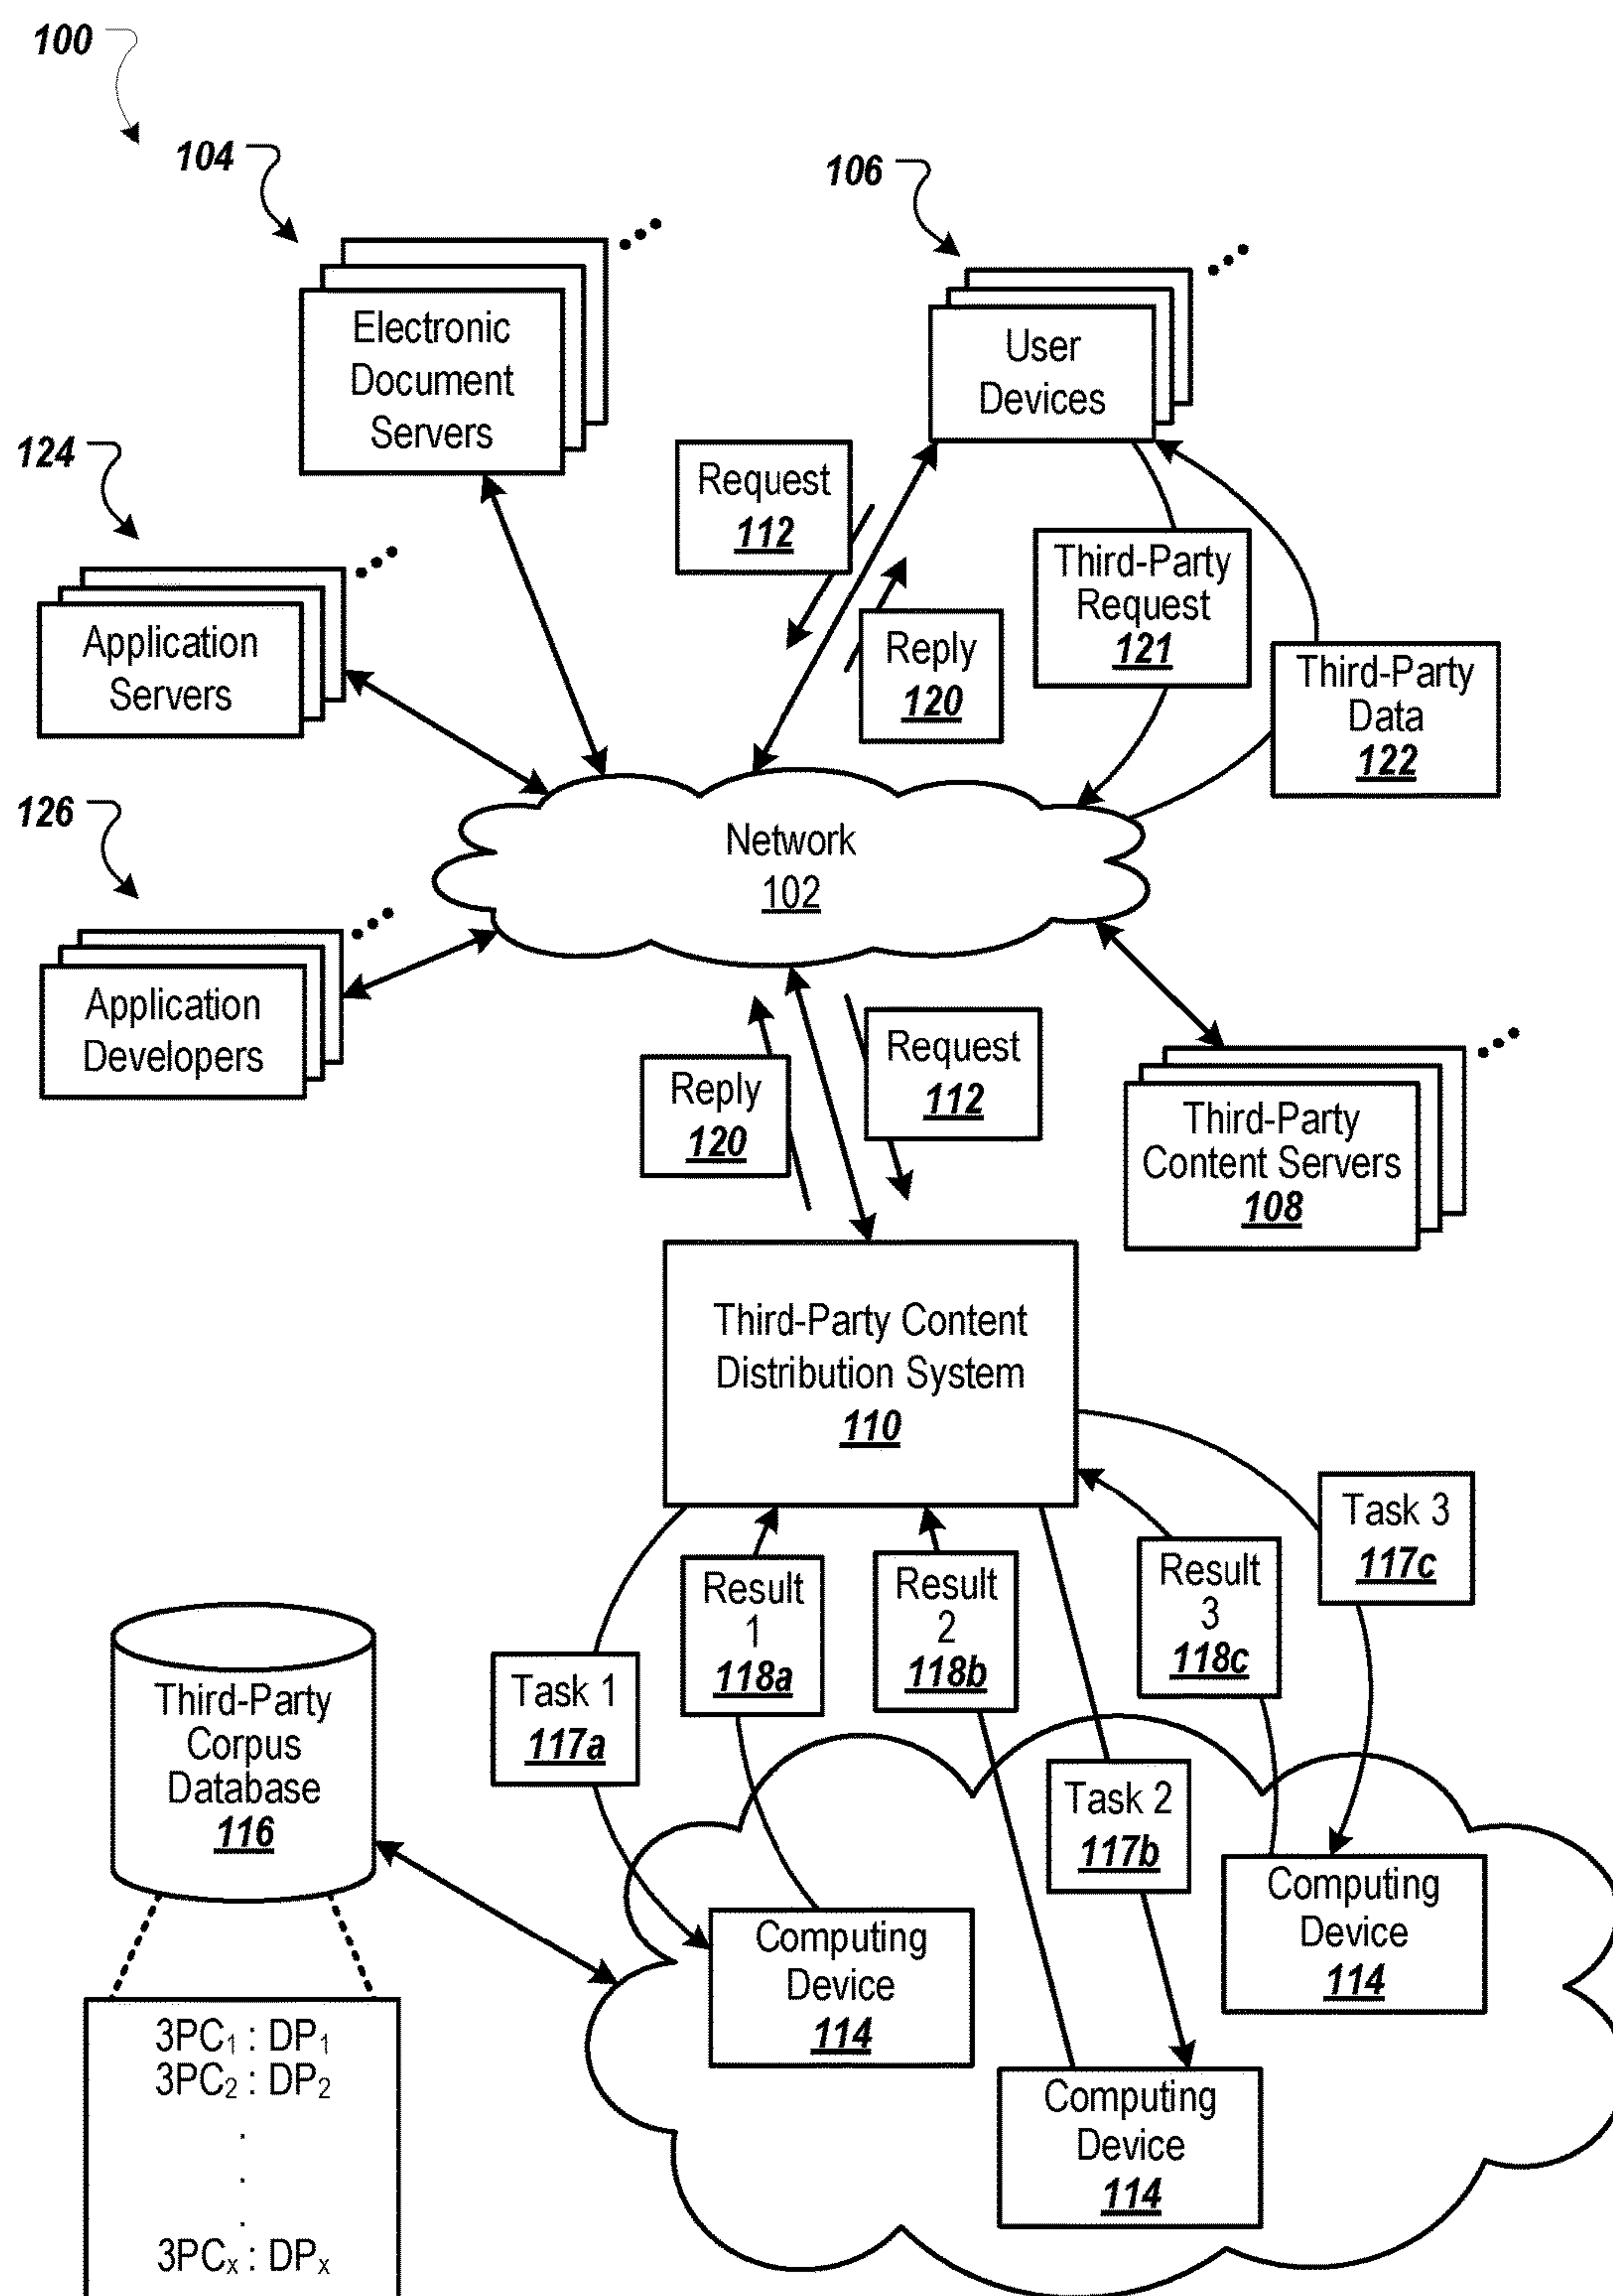 100
104
106
Electronic
Document
Servers
User
Devices
124
Request
112
Third-Party
Request
121
Application
Servers
Reply
120
Third-Party
Data
122
126
Network
102
Application
Developers
Reply
120
Request
112
Third-Party
Content Servers
108
Third-Party Content
Distribution System
110
Task 3
117c
Result
1
118a
Result
2
118b
Result
3
118c
Task 1
117a
Third-Party
Corpus
Database
116
Task 2
117b
Computing
Device
114
Computing
Device
114
Computing
Device
114
3PC₁ : DP₁
3PC₂ : DP₂
.
.
.
3PCₓ : DPₓ